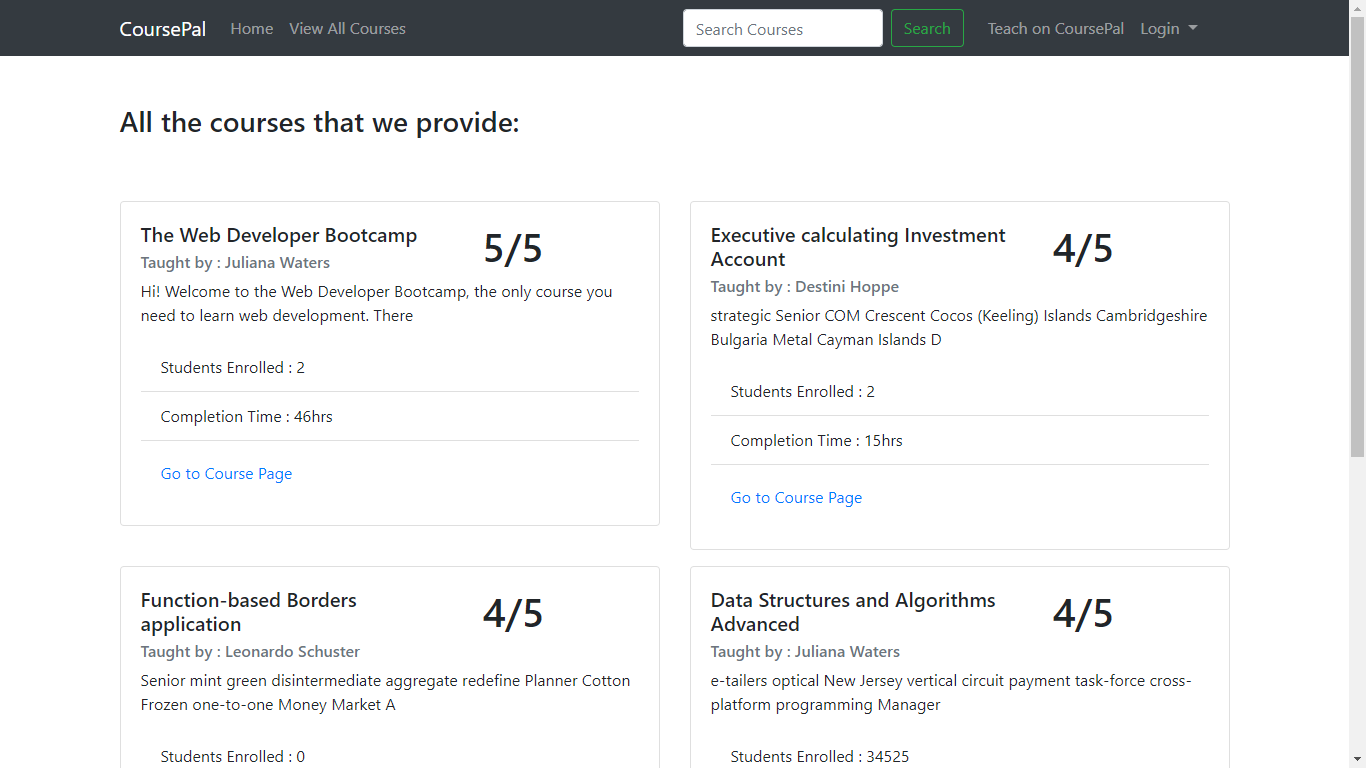 CoursePal Home View All Courses Search Courses Search Teach on CoursePal Login
All the courses that we provide:
The Web Developer Bootcamp
5/5
Taught by : Juliana Waters
Hi! Welcome to the Web Developer Bootcamp, the only course you
need to learn web development. There
Students Enrolled : 2
Completion Time : 46hrs
Go to Course Page
Executive calculating Investment
Account
4/5
Taught by : Destini Hoppe
strategic Senior COM Crescent Cocos (Keeling) Islands Cambridgeshire
Bulgaria Metal Cayman Islands D
Students Enrolled : 2
Completion Time : 15hrs
Go to Course Page
Function-based Borders
application
4/5
Taught by : Leonardo Schuster
Senior mint green disintermediate aggregate redefine Planner Cotton
Frozen one-to-one Money Market A
Students Enrolled : 0
Data Structures and Algorithms
Advanced
4/5
Taught by : Juliana Waters
e-tailers optical New Jersey vertical circuit payment task-force cross-
platform programming Manager
Students Enrolled : 34525